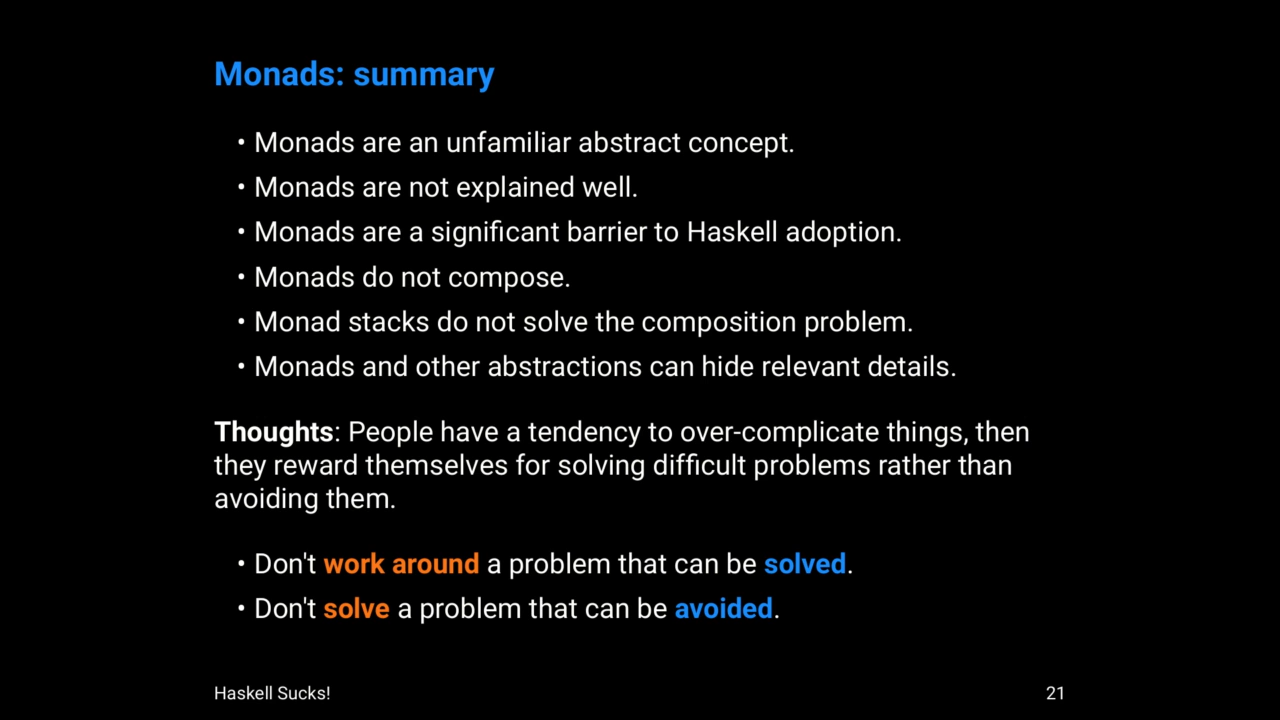 Monads: summary
• Monads are an unfamiliar abstract concept.
• Monads are not explained well.
• Monads are a significant barrier to Haskell adoption.
• Monads do not compose.
• Monad stacks do not solve the composition problem.
• Monads and other abstractions can hide relevant details.
Thoughts: People have a tendency to over-complicate things, then
they reward themselves for solving difficult problems rather than
avoiding them.
• Don't work around a problem that can be solved.
• Don't solve a problem that can be avoided.
Haskell Sucks!
21